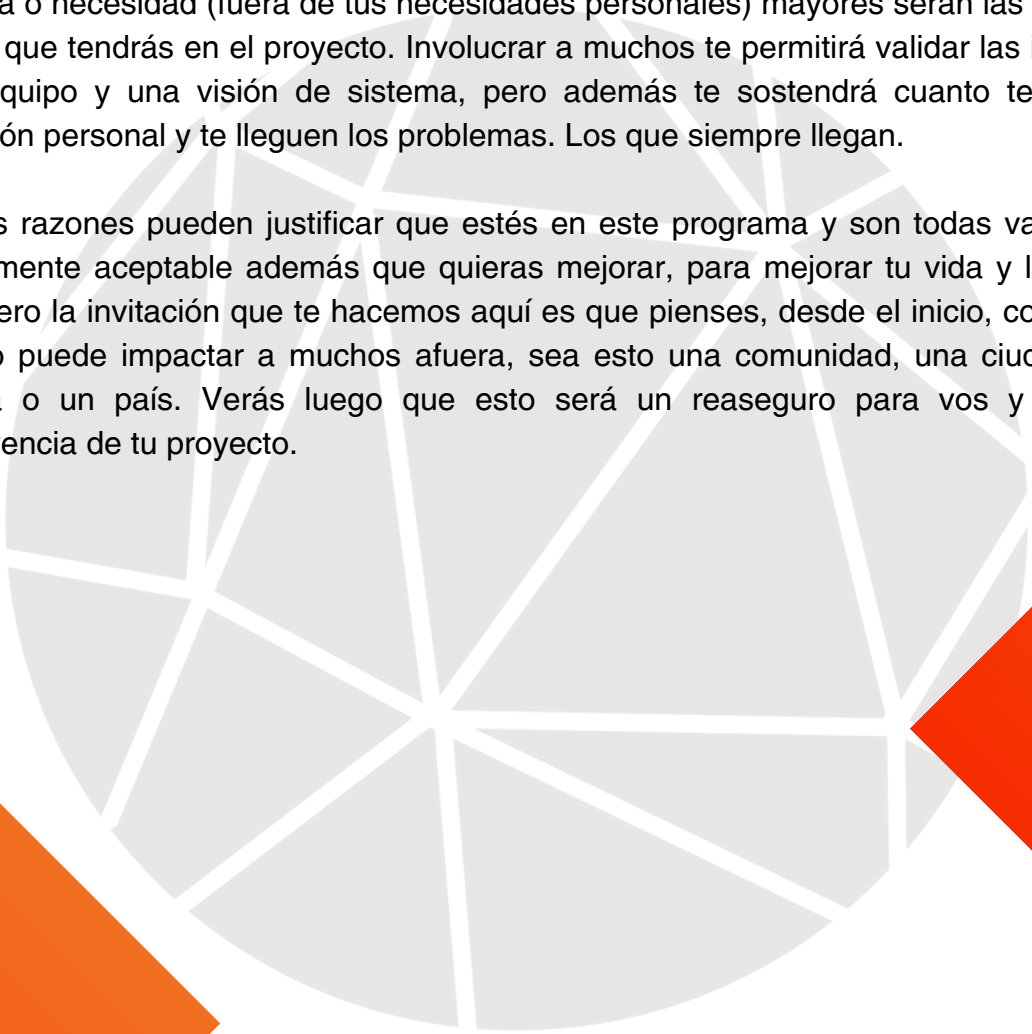 a o necesidad (fuera de tus necesidades personales) mayores serán las
que tendrás en el proyecto. Involucrar a muchos te permitirá validar las
quipo y una visión de sistema, pero además te sostendrá cuanto te
ón personal y te lleguen los problemas. Los que siempre llegan.
s razones pueden justificar que estés en este programa y son todas va
mente aceptable además que quieras mejorar, para mejorar tu vida y l
ero la invitación que te hacemos aquí es que pienses, desde el inicio, co
o puede impactar a muchos afuera, sea esto una comunidad, una ciud
a o un país. Verás luego que esto será un reaseguro para vos y
encia de tu proyecto.